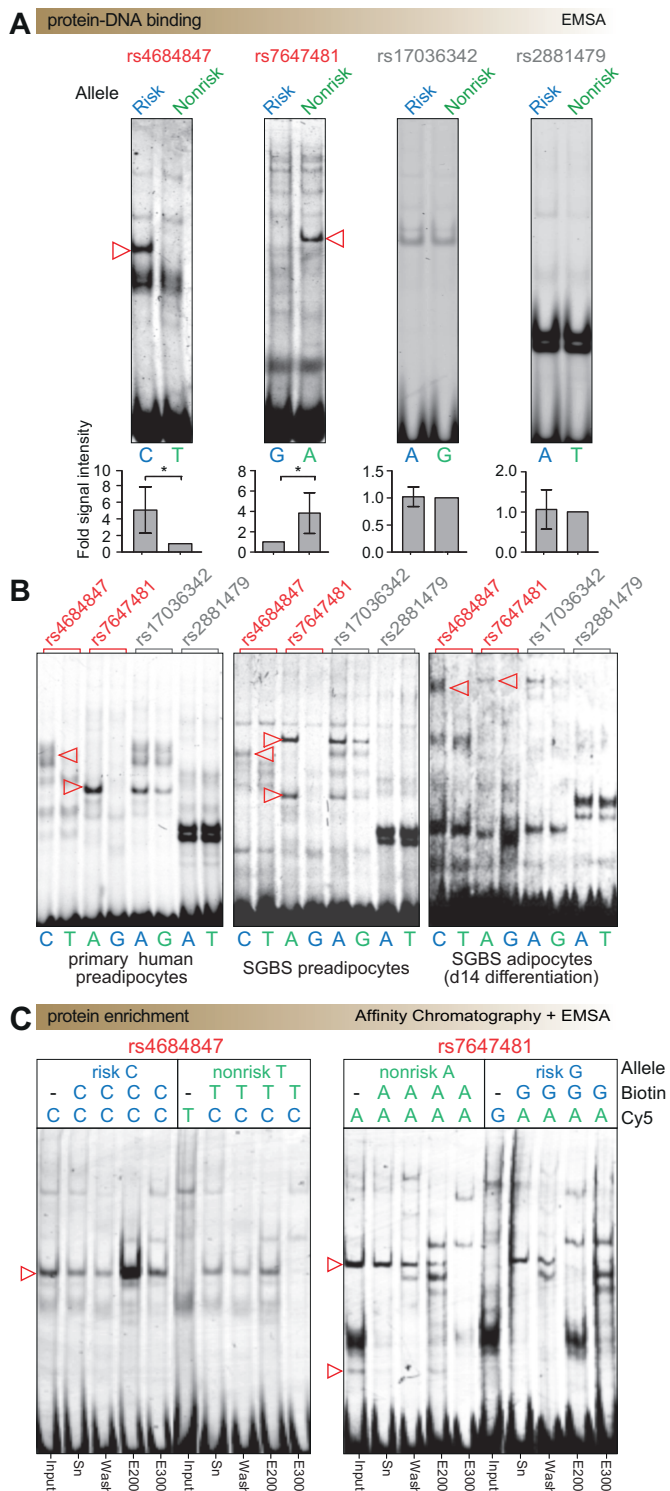 A protein-DNA binding EMSA
rs4684847 rs7647481 rs17036342 rs2881479
Allele Risk Nonrisk Risk Nonrisk Risk Nonrisk Risk Nonrisk
C T G A A G A T
Fold signal intensity
10 8 6 4 2 0 *
8 6 4 2 0 *
1.5 1.0 0.5 0.0
2.0 1.5 1.0 0.5 0.0
B
rs4684847 rs7647481 rs17036342 rs2881479 rs4684847 rs7647481 rs17036342 rs2881479 rs4684847 rs7647481 rs17036342 rs2881479
C T A G A G A T C T A G A G A T C T A G A G A T
primary human preadipocytes
SGBS preadipocytes
SGBS adipocytes
(d14 differentiation)
C protein enrichment Affinity Chromatography + EMSA
rs4684847 rs7647481
risk C nonrisk T nonrisk A risk G Allele
- C C C C - T T T T - A A A A - G G G G Biotin
C C C C C T C C C C A A A A A G A A A A Cy5
Input Sn Wash E200 E300 Input Sn Wash E200 E300 Input Sn Wash E200 E300 Input Sn Wash E200 E300